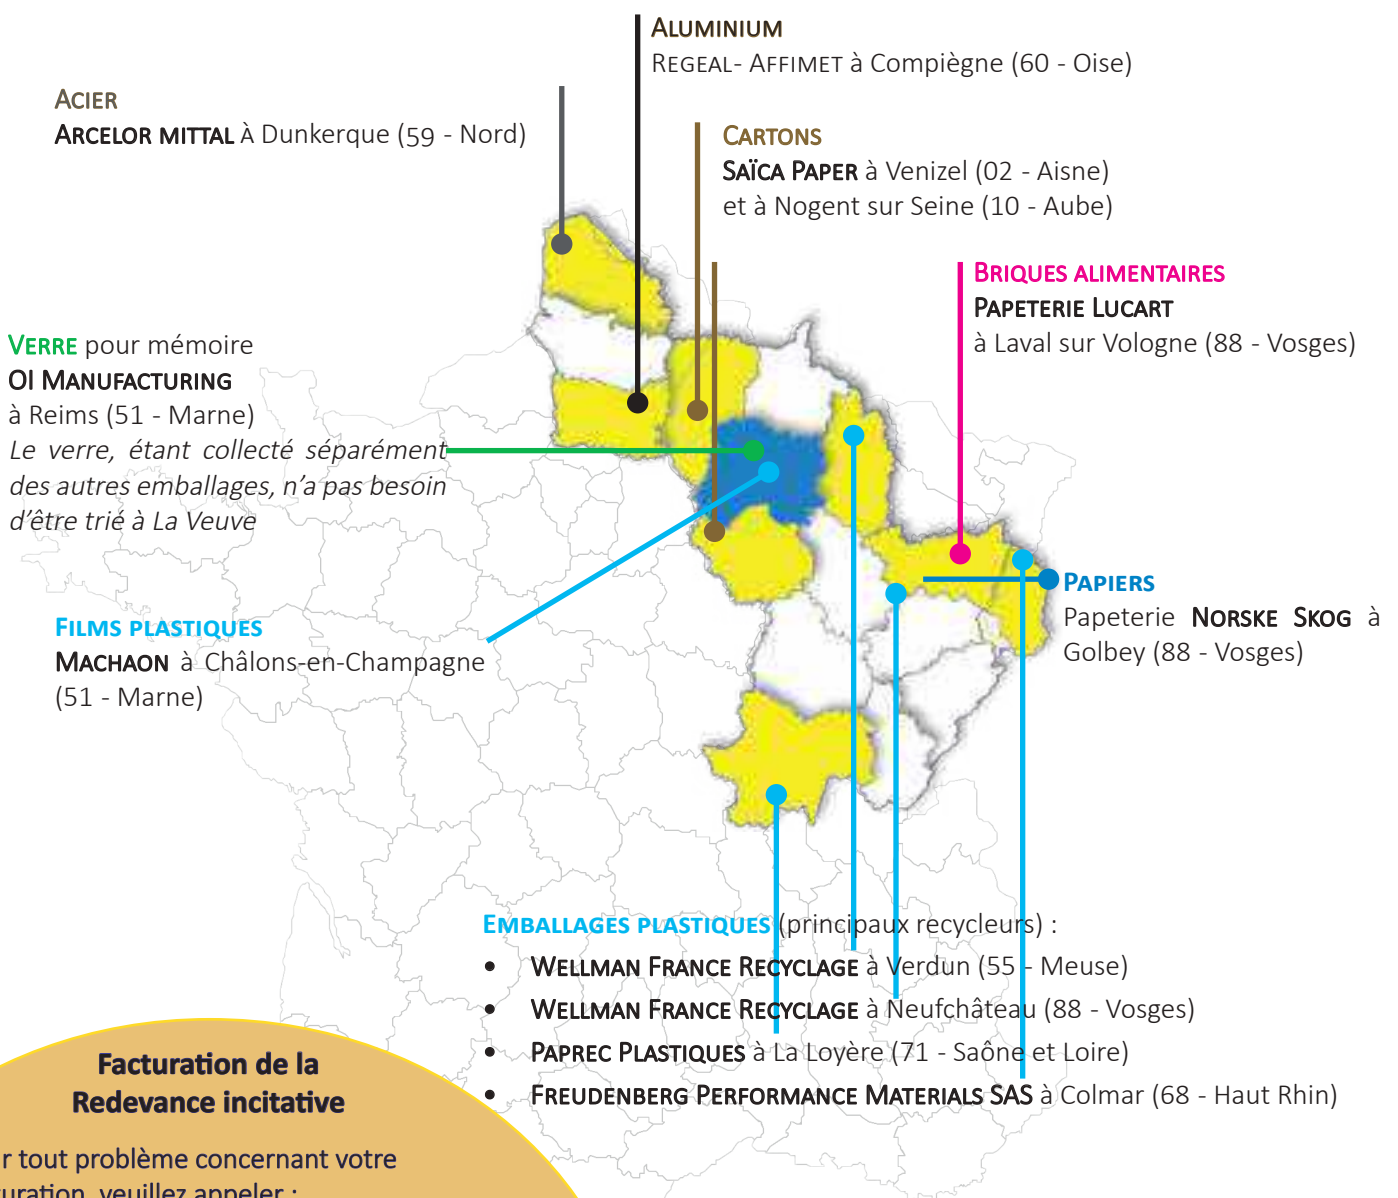 ALUMINIUM
REGEAL- AFFIMET à Compiègne (60 - Oise)
ACIER
ARCELOR MITTAL à Dunkerque (59 - Nord)
CARTONS
SAÏCA PAPER à Venizel (02 - Aisne)
et à Nogent sur Seine (10 - Aube)
BRIQUES ALIMENTAIRES
PAPETERIE LUCART
à Laval sur Vologne (88 - Vosges)
VERRE pour mémoire
OI MANUFACTURING
à Reims (51 - Marne)
Le verre, étant collecté séparément
des autres emballages, n'a pas besoin
d'être trié à La Veuve
PAPIERS
Papeterie NORSKE SKOG à
Golbey (88 - Vosges)
FILMS PLASTIQUES
MACHAON à Châlons-en-Champagne
(51 - Marne)
EMBALLAGES PLASTIQUES (principaux recycleurs) :
• WELLMAN FRANCE RECYCLAGE à Verdun (55 - Meuse)
• WELLMAN FRANCE RECYCLAGE à Neufchâteau (88 - Vosges)
• PAPREC PLASTIQUES à La Loyère (71 - Saône et Loire)
• FREUDENBERG PERFORMANCE MATERIALS SAS à Colmar (68 - Haut Rhin)
Facturation de la
Redevance incitative
r tout problème concernant votre
turation, veuillez appeler :